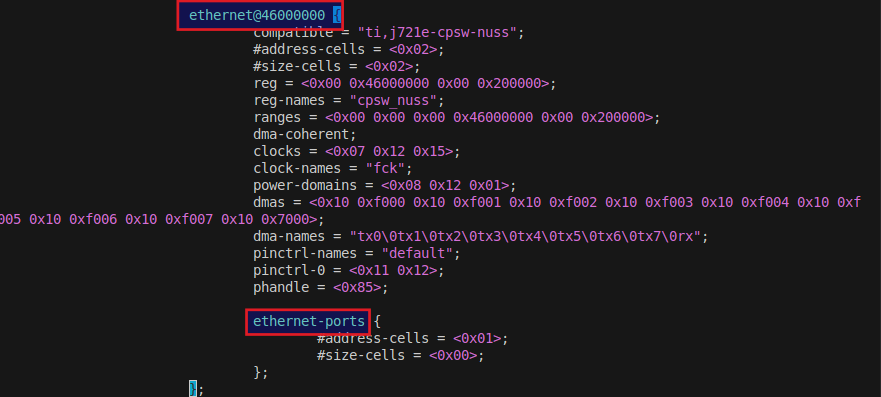 ethernet@46000000 {
compatible = "ti,j721e-cpsw-nuss";
#address-cells = <0x02>;
#size-cells = <0x02>;
reg = <0x00 0x46000000 0x00 0x200000>;
reg-names = "cpsw_nuss";
ranges = <0x00 0x00 0x00 0x46000000 0x00 0x200000>;
dma-coherent;
clocks = <0x07 0x12 0x15>;
clock-names = "fck";
power-domains = <0x08 0x12 0x01>;
dmas = <0x10 0xf000 0x10 0xf001 0x10 0xf002 0x10 0xf003 0x10 0xf004 0x10 0xf
005 0x10 0xf006 0x10 0xf007 0x10 0x7000>;
dma-names = "tx0\0tx1\0tx2\0tx3\0tx4\0tx5\0tx6\0tx7\0rx";
pinctrl-names = "default";
pinctrl-0 = <0x11 0x12>;
phandle = <0x85>;
ethernet-ports {
#address-cells = <0x01>;
#size-cells = <0x00>;
};
};